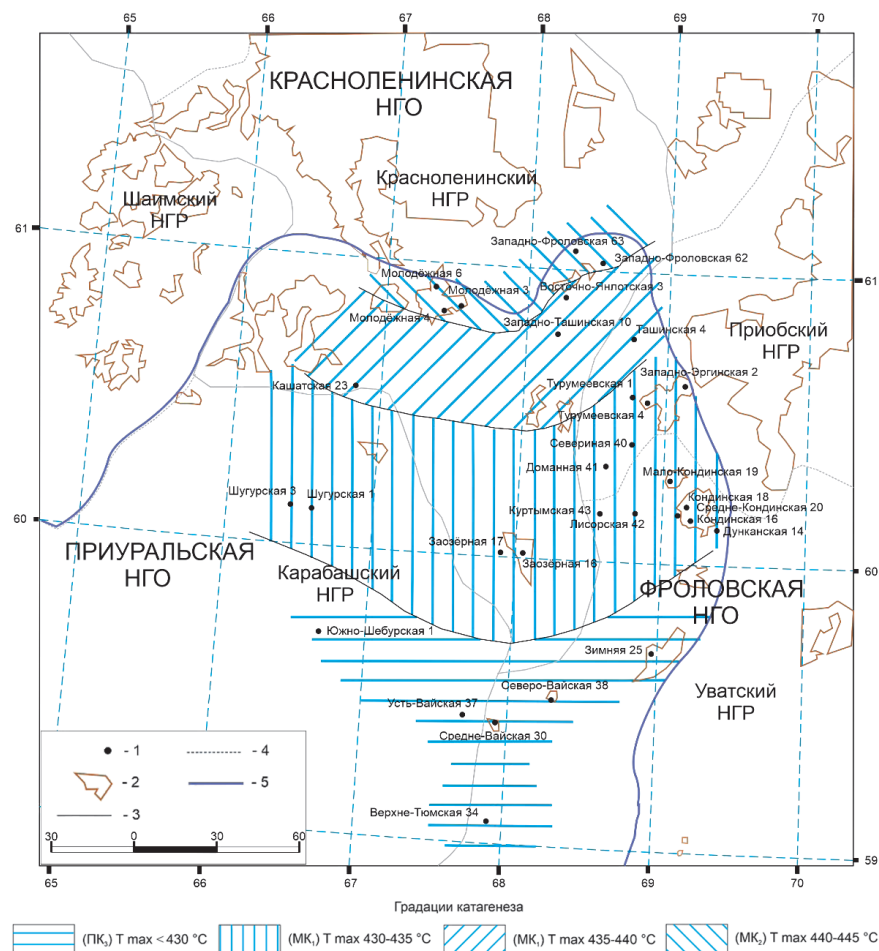 65 66 67 68 69 70
КРАСНОЛЕНИНСКАЯ
НГО
Шаимский
НГР
Красноленинский
НГР
61
Западно-Фроловская 63
Западно-Фроловская 62
61
Молодёжная 6
Молодёжная 3
Восточно-Янлотская 3
Молодёжная 4
Западно-Ташинская 10
Ташинская 4
Приобский
НГР
Западно-Эргинская 2
Кашатская 23
Турумеевская 1
Турумеевская 4
Севериная 40
Доманная 41
Мало-Кондинская 19
Шугурская 3
Шугурская 1
Кондинская 18
Средне-Кондинская 20
Куртымская 43
Лисорская 42
Кондинская 16
Дунканская 14
60
Заозёрная 17
Заозёрная 16
60
ПРИУРАЛЬСКАЯ
НГО
Карабашский
НГР
ФРОЛОВСКАЯ
НГО
Южно-Шебурская 1
Зимняя 25
Северо-Вайская 38
Уватский
НГР
Усть-Вайская 37
Средне-Вайская 30
- 1
- 2
- 3
- 4
- 5
30 0 30 60
Верхне-Тюмская 34
59
65 66 67 68 69
Градации катагенеза
(ПК₃) T max < 430 °C (МК₁) T max 430-435 °C (МК₁) T max 435-440 °C (МК₂) T max 440-445 °C